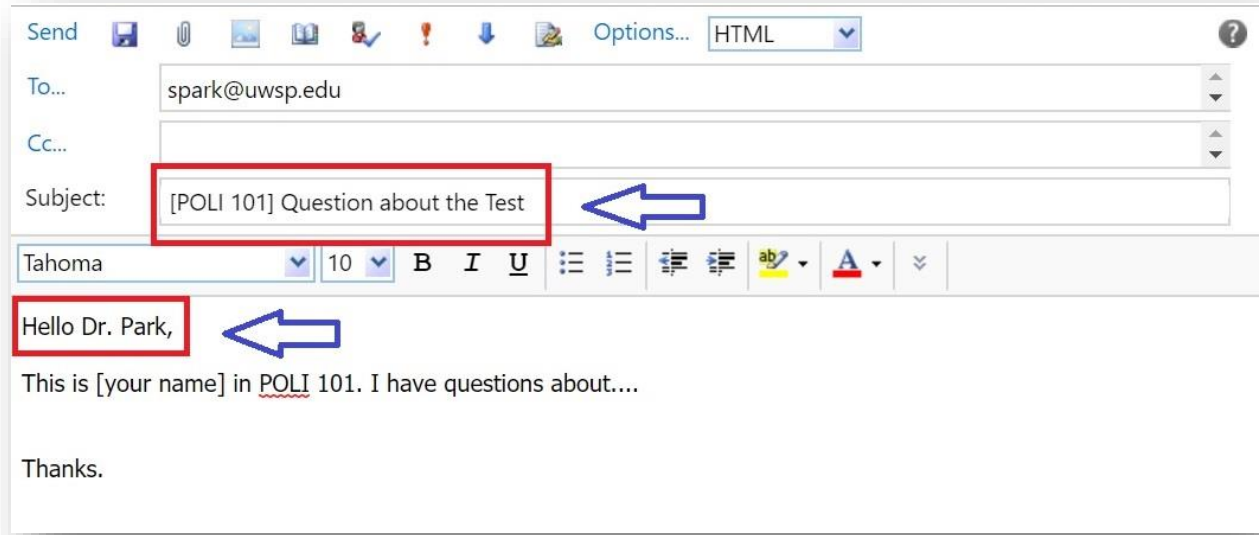 Send Options... HTML ?
To... spark@uwsp.edu
Cc...
Subject: [POLI 101] Question about the Test
Tahoma 10 B I U ab A
Hello Dr. Park,
This is [your name] in POLI 101. I have questions about....
Thanks.